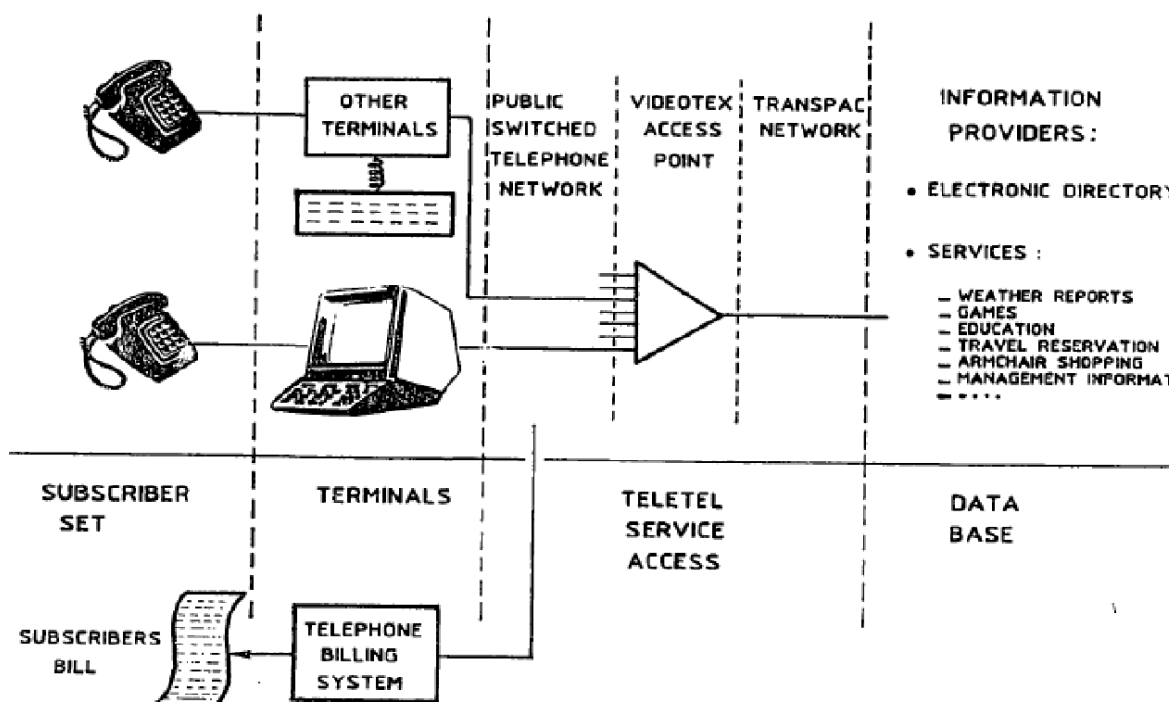 OTHER
TERMINALS
PUBLIC
SWITCHED
TELEPHONE
NETWORK
VIDEOTEX
ACCESS
POINT
TRANSPAC
NETWORK
INFORMATION
PROVIDERS :
• ELECTRONIC DIRECTORY
• SERVICES :
– WEATHER REPORTS
– GAMES
– EDUCATION
– TRAVEL RESERVATION
– ARMCHAIR SHOPPING
– MANAGEMENT INFORMAT
– ....
SUBSCRIBER
SET
TERMINALS
TELETEL
SERVICE
ACCESS
DATA
BASE
SUBSCRIBERS
BILL
TELEPHONE
BILLING
SYSTEM